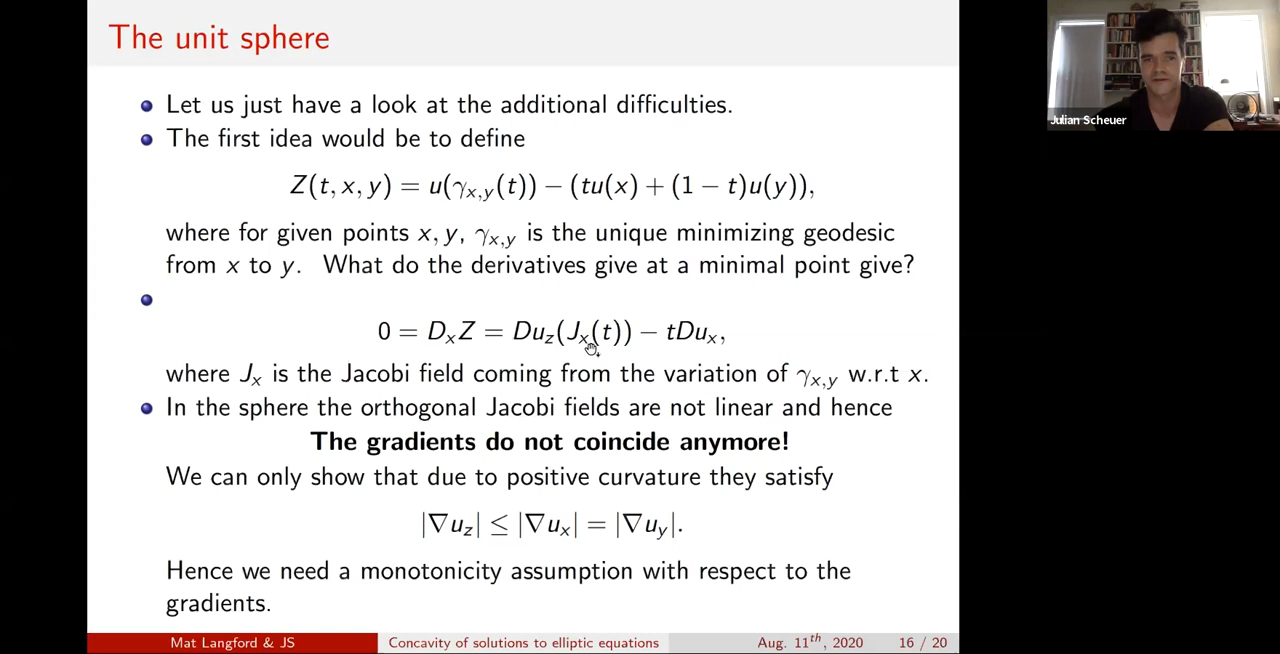 The unit sphere
Let us just have a look at the additional difficulties.
The first idea would be to define
Z(t, x, y) = u(γx,y(t)) − (tu(x) + (1 − t)u(y)),
where for given points x, y, γx,y is the unique minimizing geodesic
from x to y. What do the derivatives give at a minimal point give?
0 = DxZ = Duz(Jx(t)) − tDux,
where Jx is the Jacobi field coming from the variation of γx,y w.r.t x.
In the sphere the orthogonal Jacobi fields are not linear and hence
The gradients do not coincide anymore!
We can only show that due to positive curvature they satisfy
|∇uz| ≤ |∇ux| = |∇uy|.
Hence we need a monotonicity assumption with respect to the
gradients.
Mat Langford & JS Concavity of solutions to elliptic equations Aug. 11th, 2020 16 / 20
Julian Scheuer